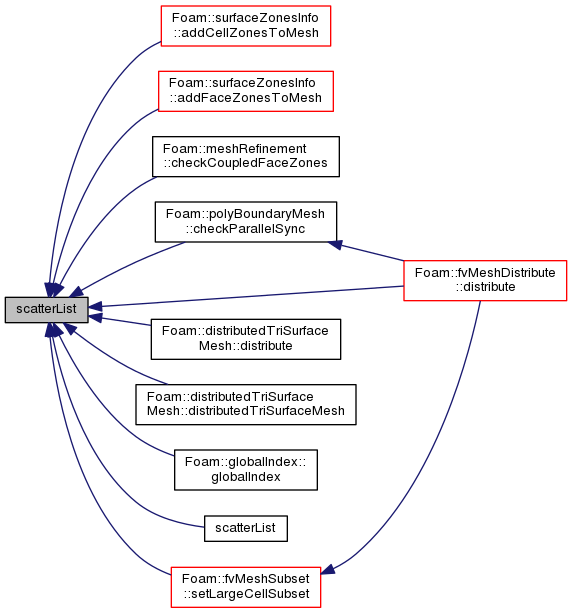 Foam::surfaceZonesInfo
::addCellZonesToMesh
Foam::surfaceZonesInfo
::addFaceZonesToMesh
Foam::meshRefinement
::checkCoupledFaceZones
Foam::polyBoundaryMesh
::checkParallelSync
Foam::fvMeshDistribute
::distribute
scatterList
Foam::distributedTriSurface
Mesh::distribute
Foam::distributedTriSurface
Mesh::distributedTriSurfaceMesh
Foam::globalIndex::
globalIndex
scatterList
Foam::fvMeshSubset
::setLargeCellSubset